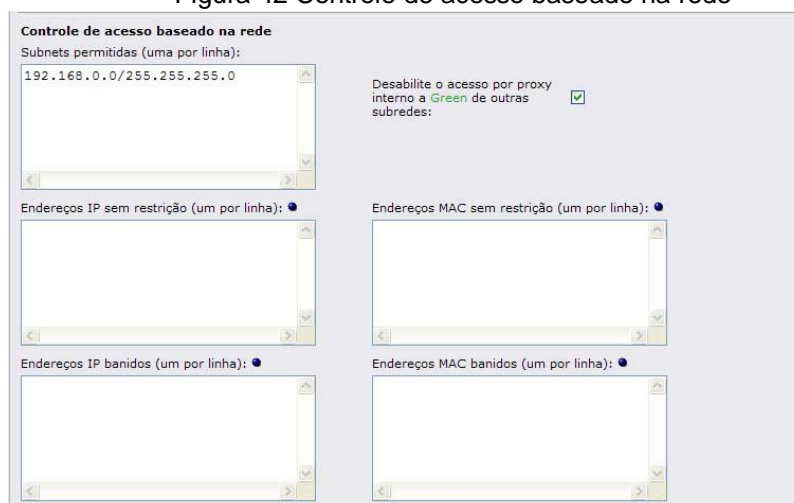 Figura 42 Controle de acesso baseado na rede
Controle de acesso baseado na rede
Subnets permitidas (uma por linha):
192.168.0.0/255.255.255.0
Desabilite o acesso por proxy
interno a Green de outras
subredes:
Endereços IP sem restrição (um por linha):
Endereços MAC sem restrição (um por linha):
Endereços IP banidos (um por linha):
Endereços MAC banidos (um por linha):